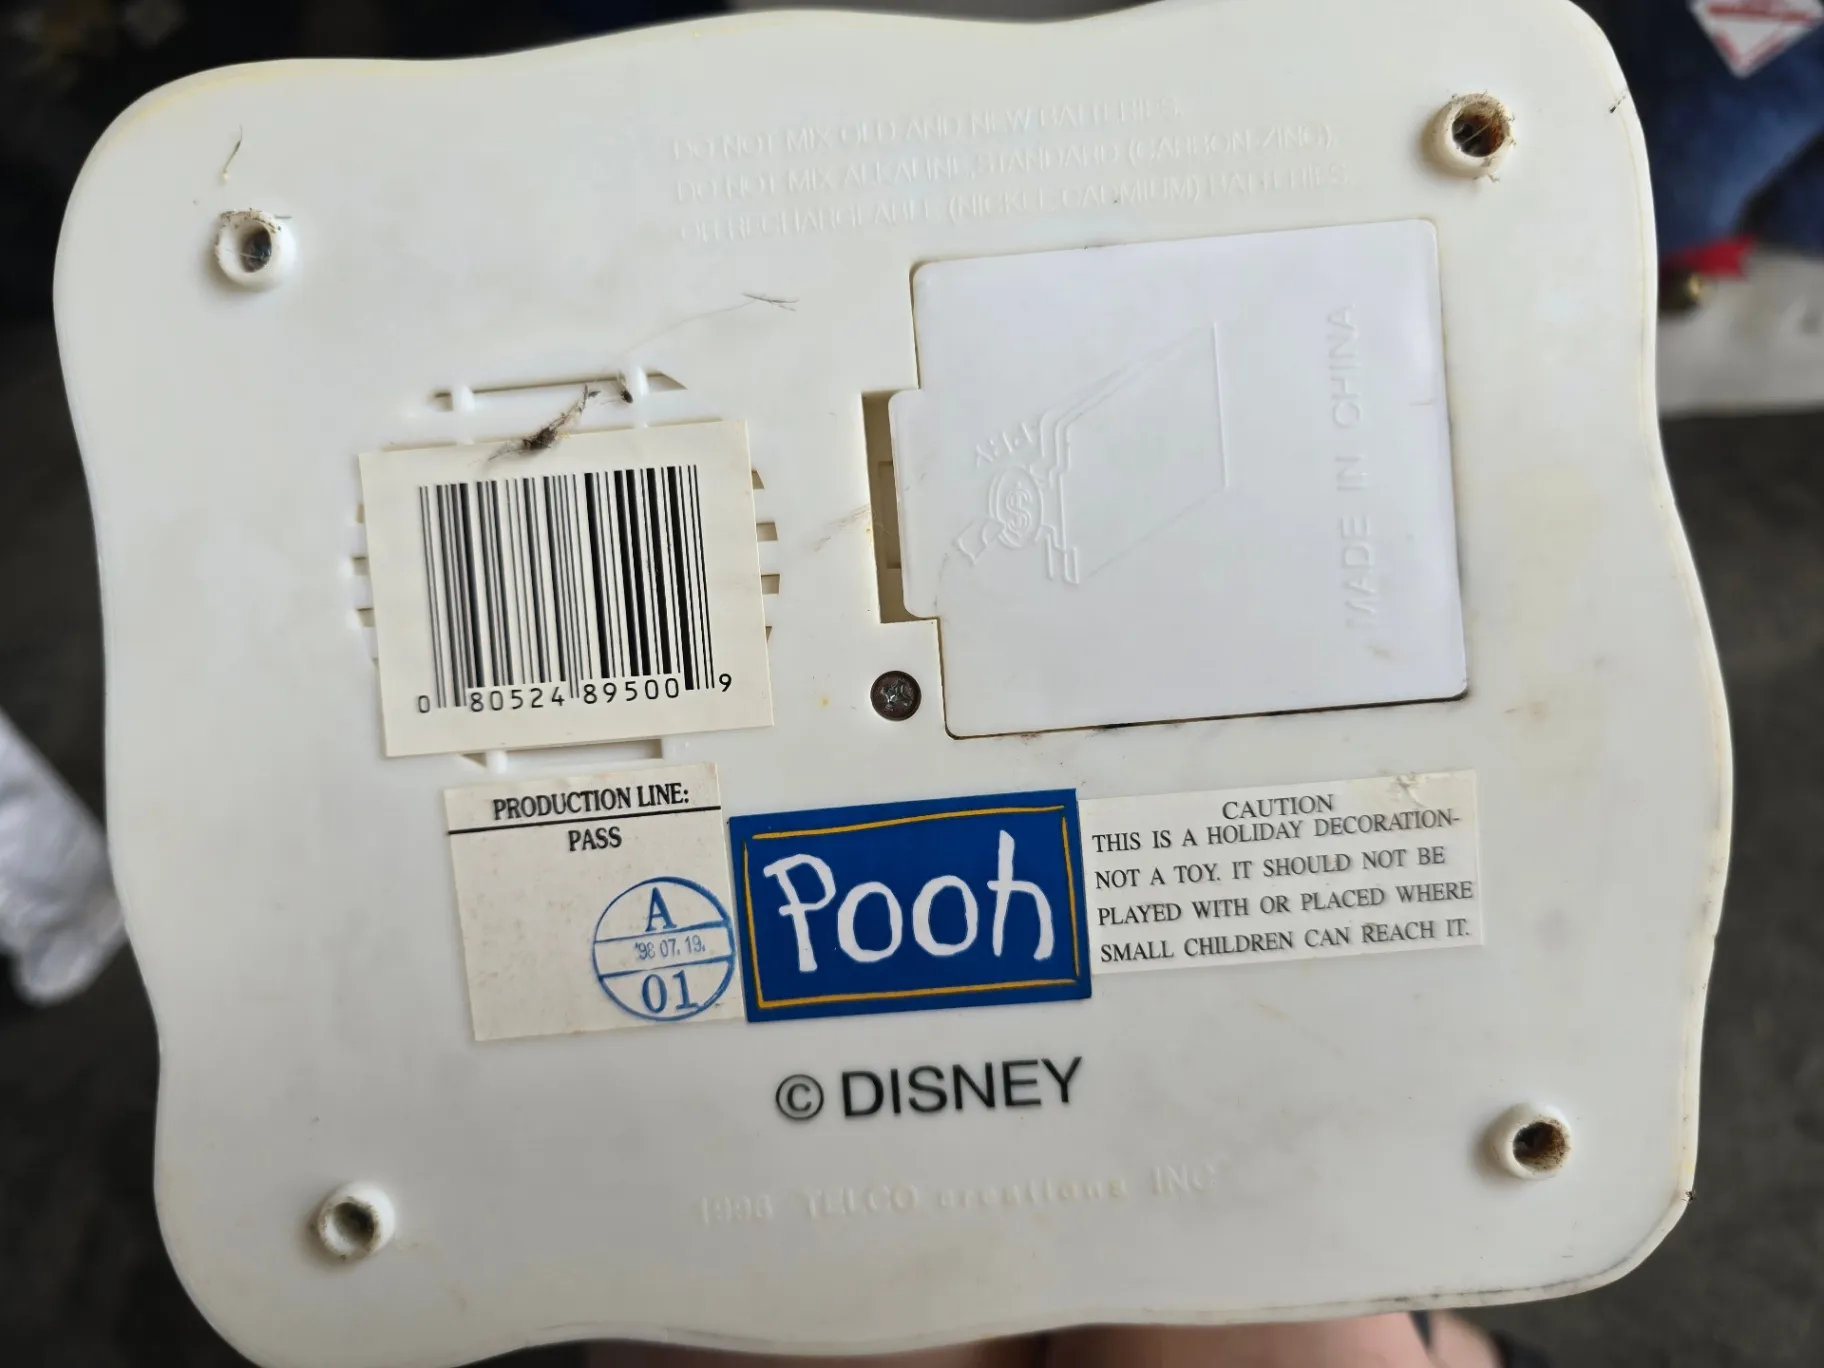 DO NOT MIX OLD AND NEW BATTERIES.
DO NOT MIX ALKALINE, STANDARD (CARBON-ZINC),
OR RECHARGEABLE (NICKLE CADMIUM) BATTERIES.
MADE IN CHINA
0 80524 89500 9
PRODUCTION LINE:
PASS
A
'98 07. 19.
01
Pooh
CAUTION
THIS IS A HOLIDAY DECORATION-
NOT A TOY. IT SHOULD NOT BE
PLAYED WITH OR PLACED WHERE
SMALL CHILDREN CAN REACH IT.
© DISNEY
TELCO creations INC